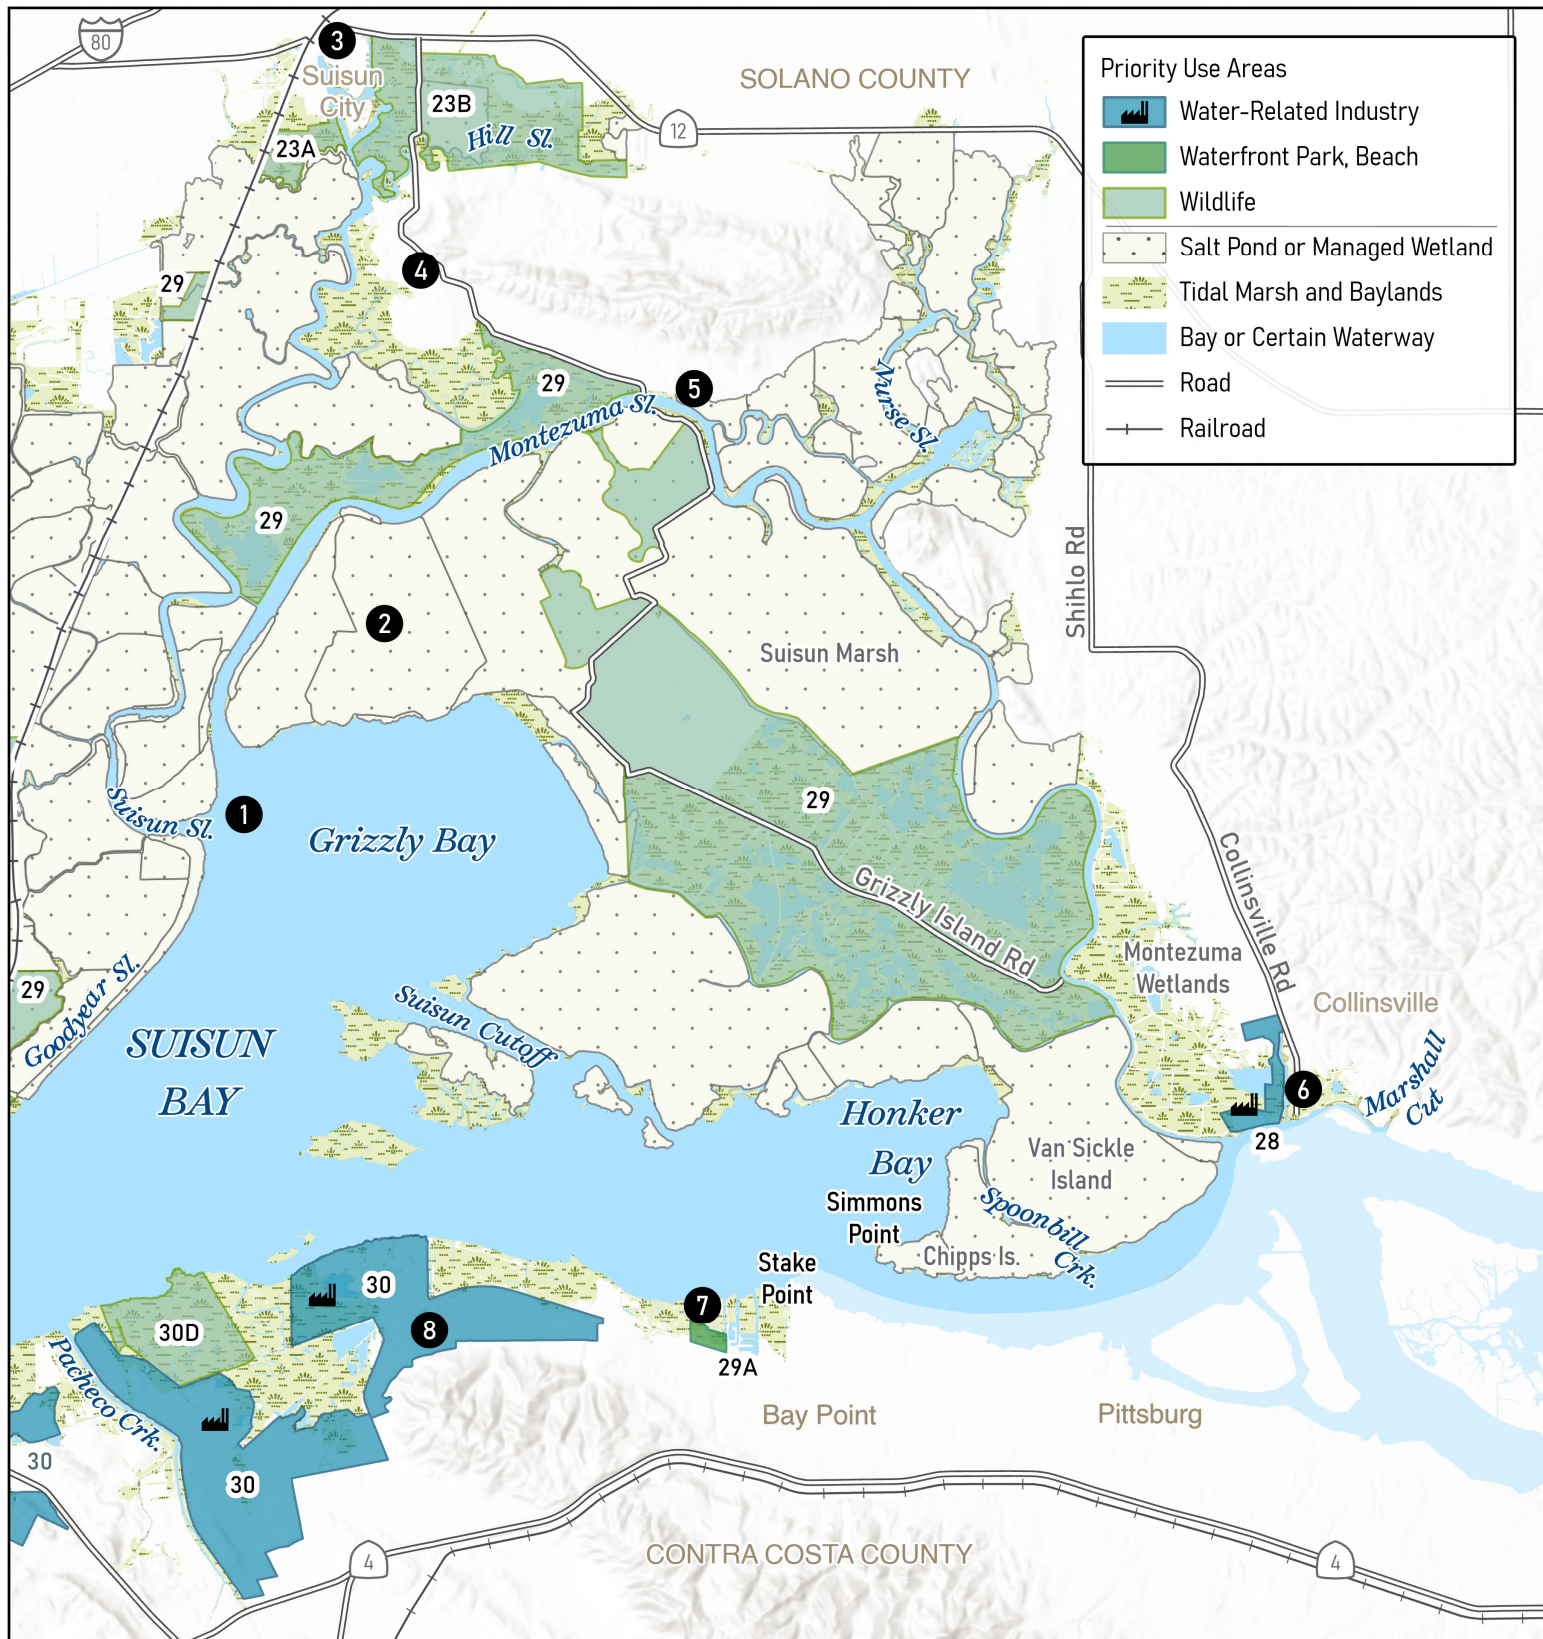 80
3
Suisun
City
23B
Hill Sl.
SOLANO COUNTY
12
23A
Priority Use Areas
Water-Related Industry
Waterfront Park, Beach
Wildlife
Salt Pond or Managed Wetland
Tidal Marsh and Baylands
Bay or Certain Waterway
Road
Railroad
4
29
29
5
Montezuma Sl.
Nurse Sl.
29
2
Shihlo Rd
Suisun Marsh
1
Suisun Sl.
Grizzly Bay
29
Grizzly Island Rd
Collinsville Rd
Montezuma
Wetlands
Collinsville
29
Goodyear Sl.
Suisun Cutoff
SUISUN
BAY
Honker
Bay
6
Marshall
Cut
28
Van Sickle
Island
Simmons
Point
Spoonbill
Crk.
Chipps Is.
Stake
Point
30
7
8
30D
29A
Pacheco Crk.
Bay Point
Pittsburg
30
30
4
CONTRA COSTA COUNTY
4